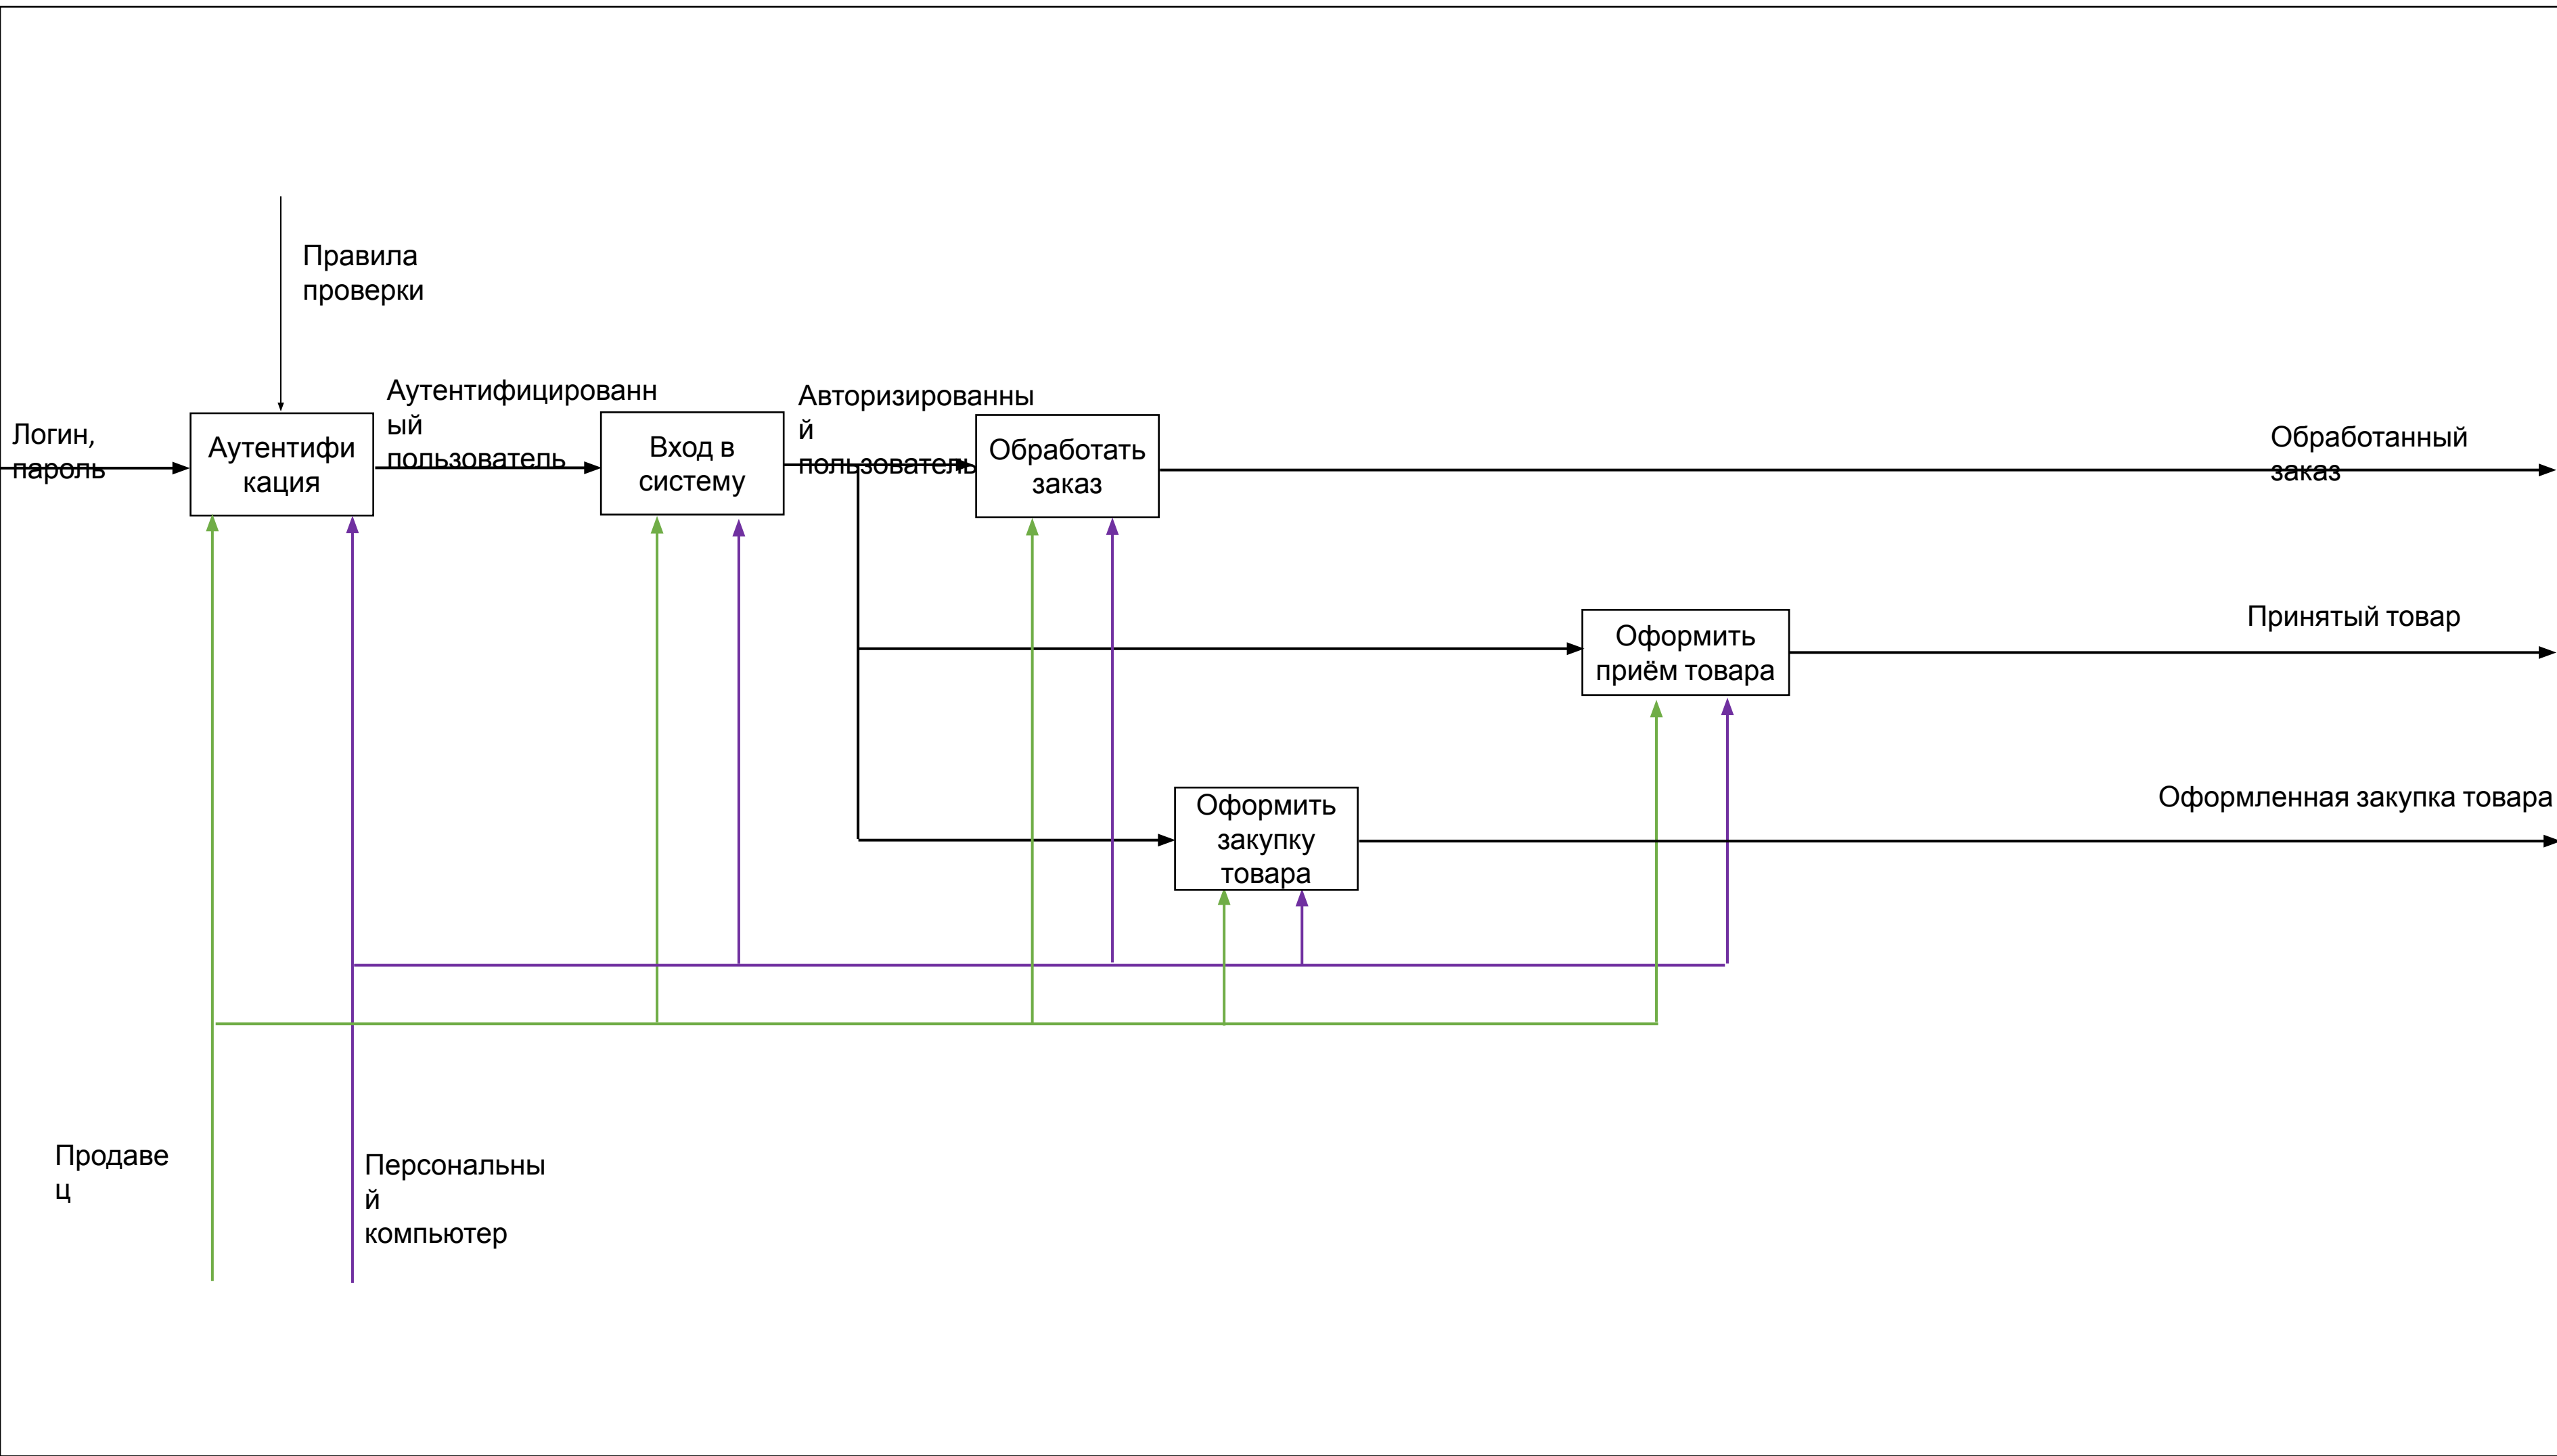 Правила
проверки
Логин,
пароль
Аутентифи
кация
Аутентифицированн
ый
пользователь
Вход в
систему
Авторизированны
й
пользователь
Обработать
заказ
Обработанный
заказ
Оформить
приём товара
Принятый товар
Оформить
закупку
товара
Оформленная закупка товара
Продаве
ц
Персональны
й
компьютер